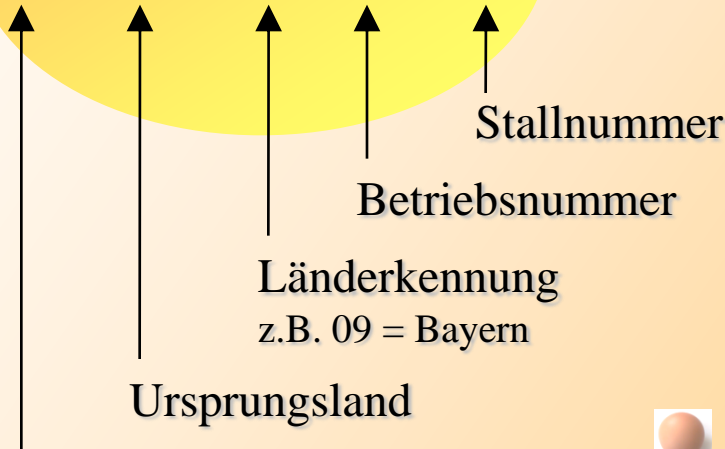 Stallnummer
Betriebsnummer
Länderkennung
z.B. 09 = Bayern
Ursprungsland